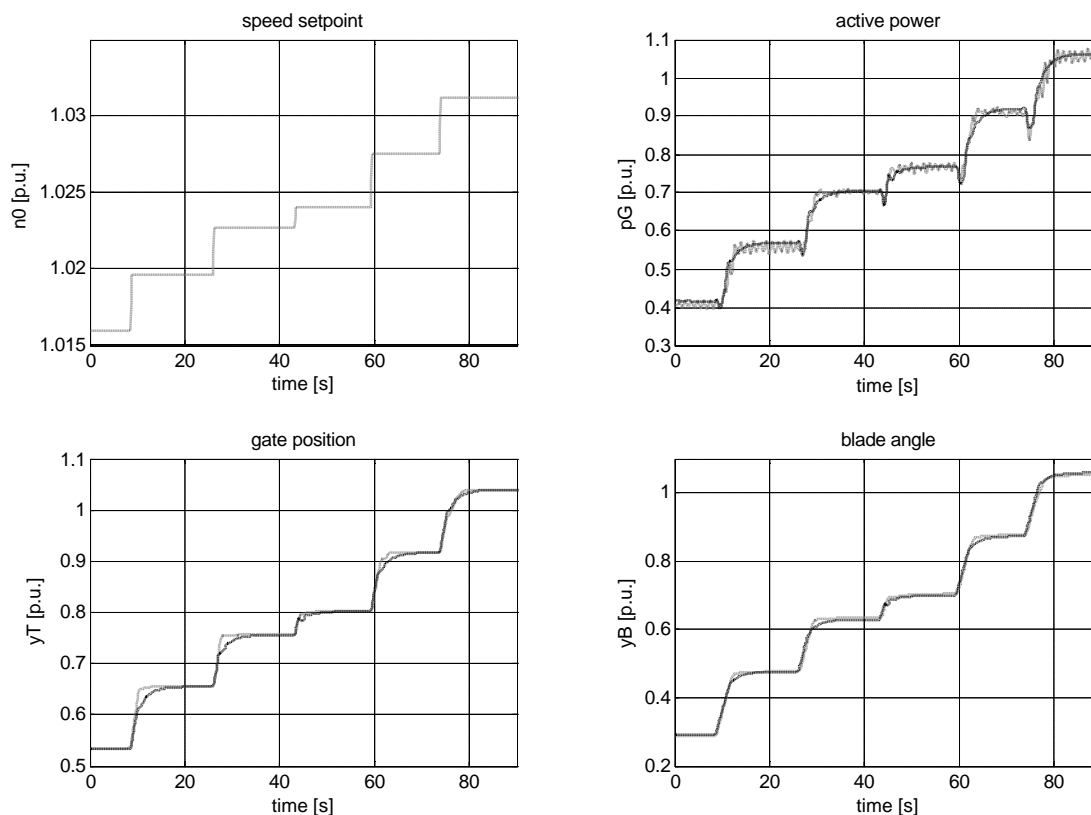 speed setpoint
1.03
1.025
1.02
1.015
n0 [p.u.]
0 20 40 60 80
time [s]
active power
1.1
1
0.9
0.8
0.7
0.6
0.5
0.4
0.3
pG [p.u.]
0 20 40 60 80
time [s]
gate position
1.1
1
0.9
0.8
0.7
0.6
0.5
yT [p.u.]
0 20 40 60 80
time [s]
blade angle
1
0.8
0.6
0.4
0.2
yB [p.u.]
0 20 40 60 80
time [s]